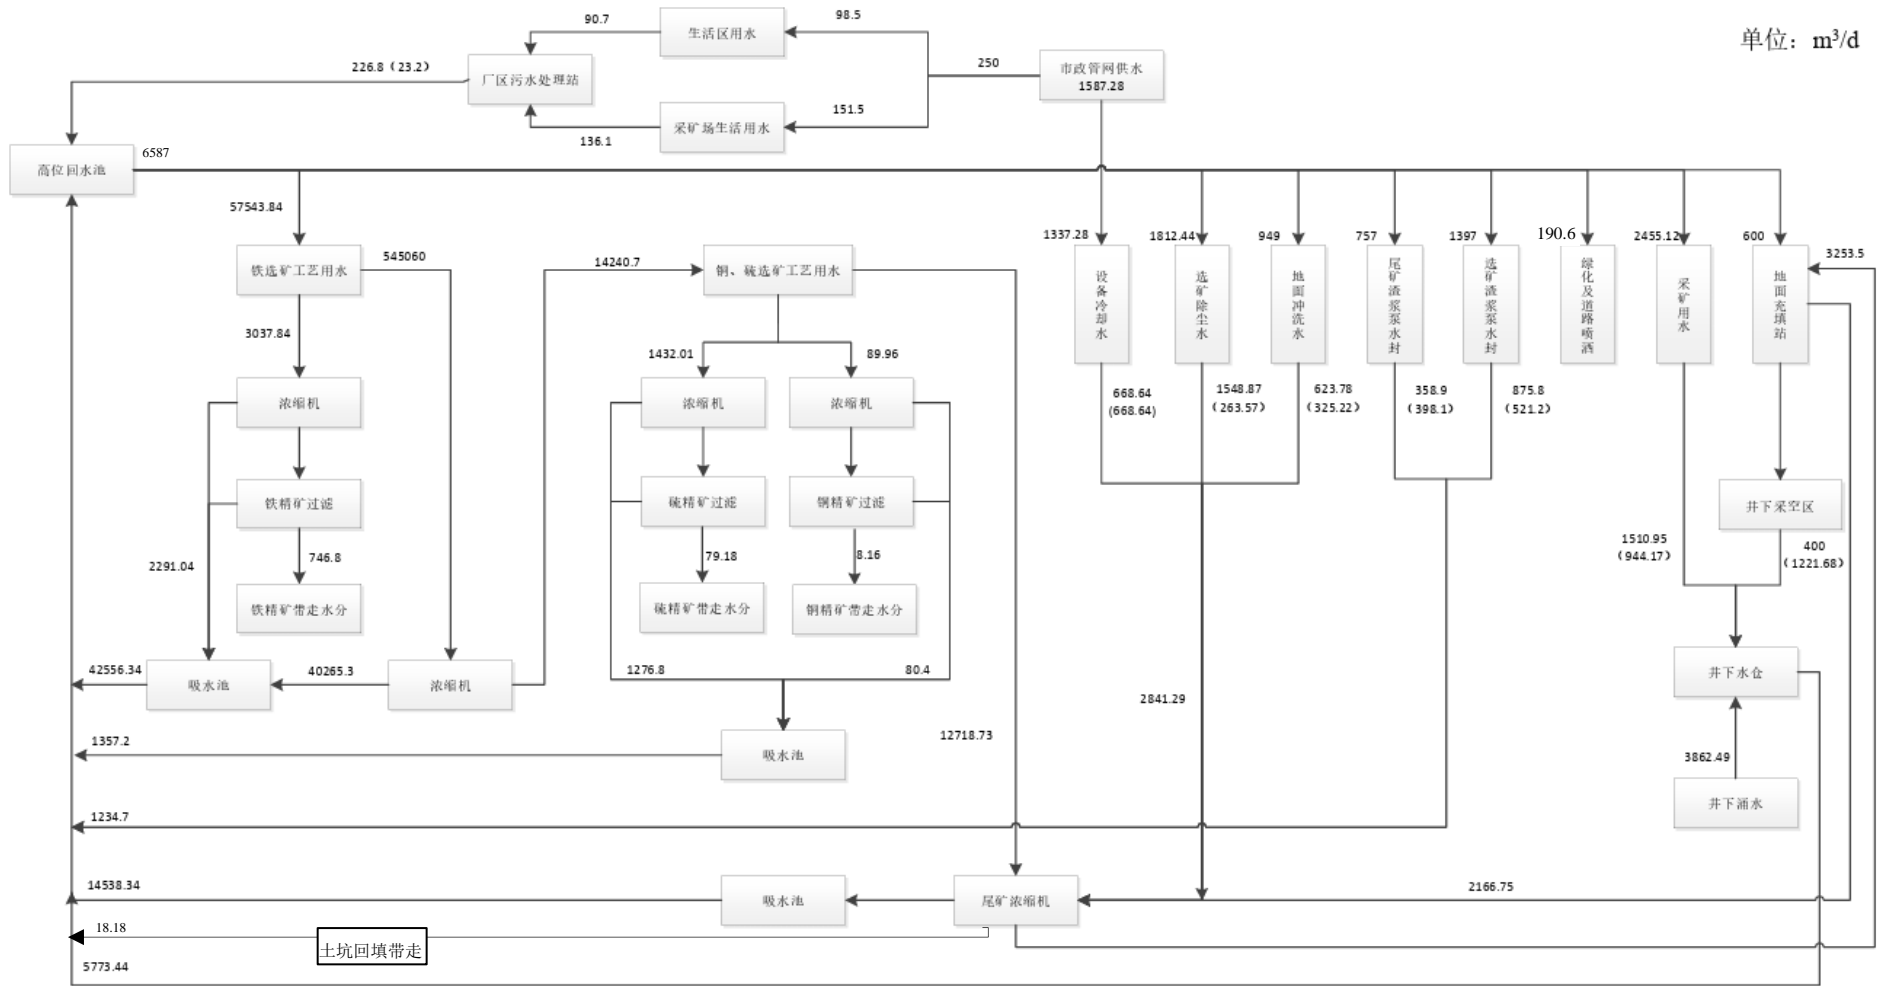 90.7
生活区用水
98.5
单位：m³/d
226.8（23.2）
厂区污水处理站
250
市政管网供水
1587.28
136.1
采矿场生活用水
151.5
高位回水池
6587
57543.84
铁选矿工艺用水
545060
14240.7
铜、硫选矿工艺用水
1337.28
设备冷却水
1812.44
选矿除尘水
949
地面冲洗水
757
尾矿渣浆泵水封
1397
选矿渣浆泵水封
190.6
绿化及道路喷洒
2455.12
采矿用水
600
地面充填站
3253.5
3037.84
1432.01
89.96
浓缩机
浓缩机
浓缩机
668.64
(668.64)
1548.87
（263.57）
623.78
（325.22）
358.9
（398.1）
875.8
（521.2）
铁精矿过滤
硫精矿过滤
铜精矿过滤
井下采空区
2291.04
746.8
79.18
8.16
1510.95
（944.17）
400
（1221.68）
铁精矿带走水分
硫精矿带走水分
铜精矿带走水分
42556.34
吸水池
40265.3
浓缩机
1276.8
80.4
2841.29
井下水仓
1357.2
吸水池
12718.73
3862.49
井下涌水
1234.7
14538.34
吸水池
尾矿浓缩机
2166.75
18.18
土坑回填带走
5773.44